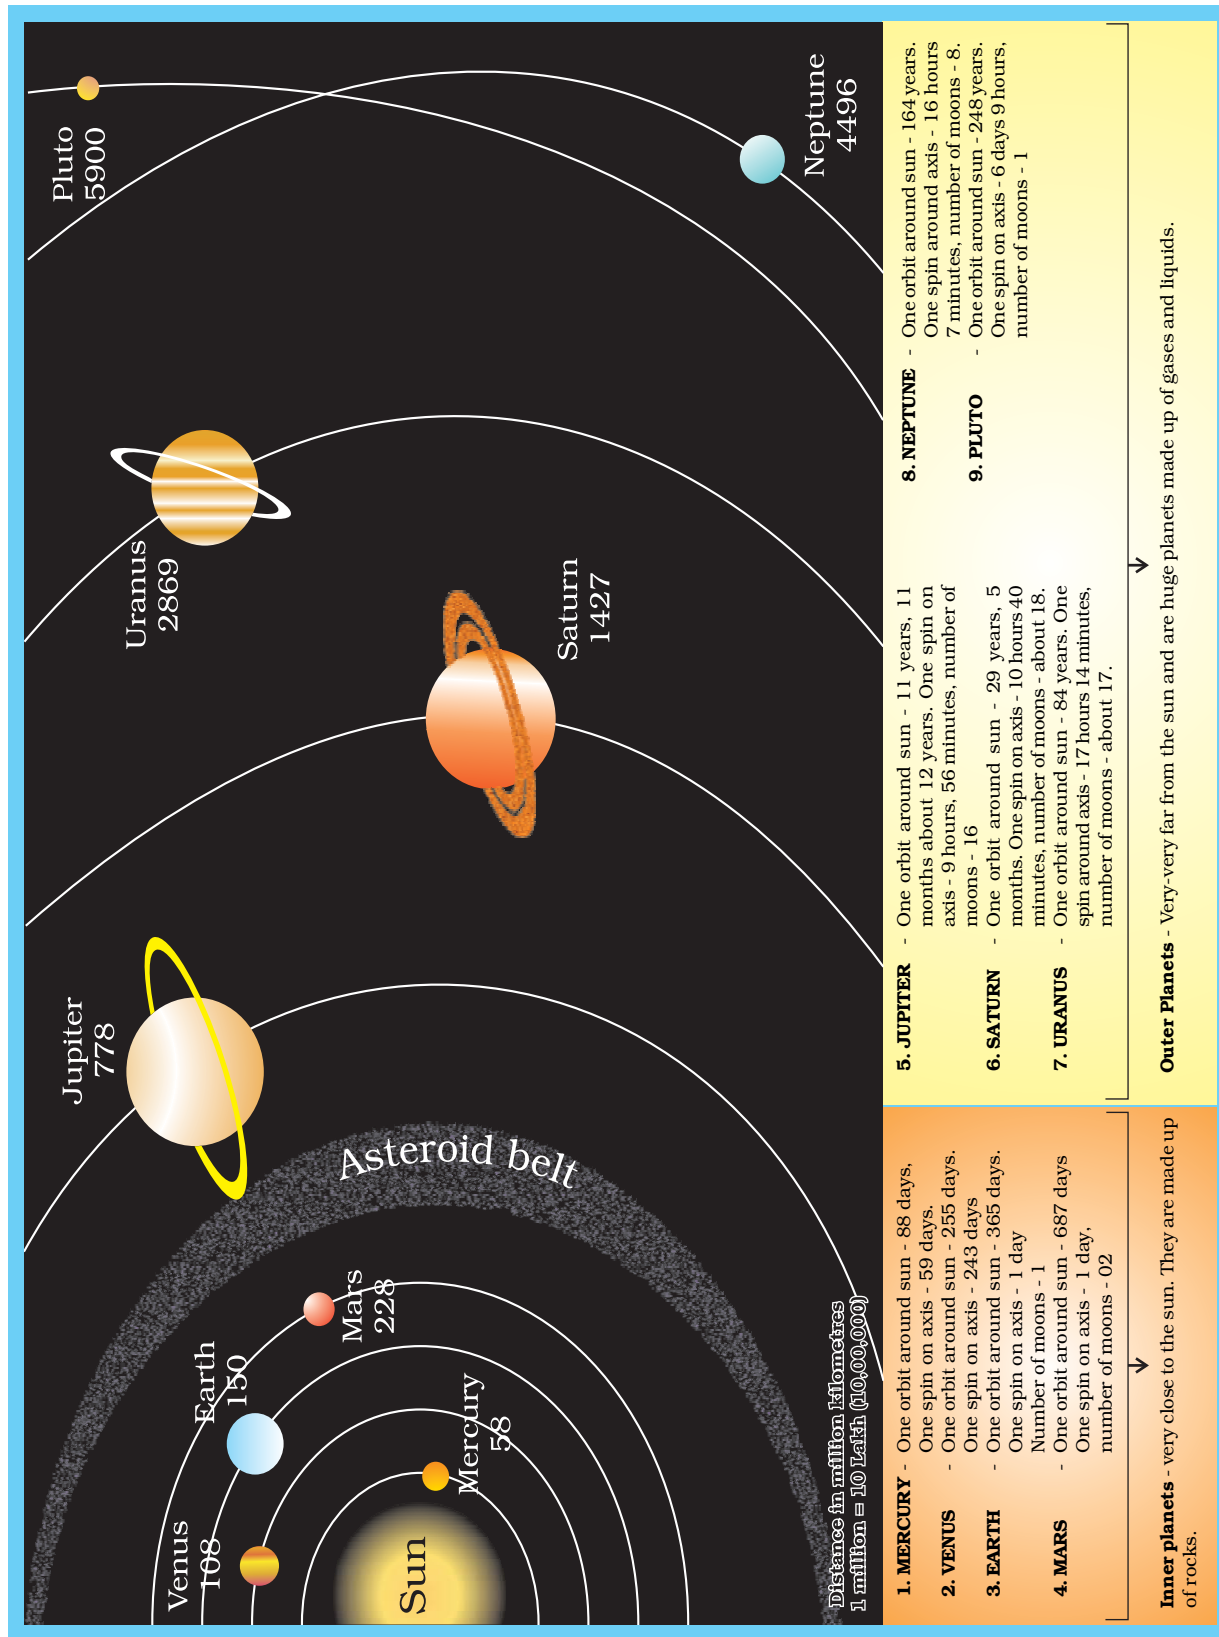 Sun
Mercury
58
Venus
108
Earth
150
Mars
228
Asteroid belt
Jupiter
778
Saturn
1427
Uranus
2869
Neptune
4496
Pluto
5900
Distance in million kilometres
1 million = 10 Lakh (10,00,000)
1. MERCURY - One orbit around sun - 88 days,
One spin on axis - 59 days.
2. VENUS - One orbit around sun - 255 days.
One spin on axis - 243 days
3. EARTH - One orbit around sun - 365 days.
One spin on axis - 1 day
Number of moons - 1
4. MARS - One orbit around sun - 687 days
One spin on axis - 1 day,
number of moons - 02
Inner planets - very close to the sun. They are made up
of rocks.
5. JUPITER - One orbit around sun - 11 years, 11
months about 12 years. One spin on
axis - 9 hours, 56 minutes, number of
moons - 16
6. SATURN - One orbit around sun - 29 years, 5
months. One spin on axis - 10 hours 40
minutes, number of moons - about 18.
7. URANUS - One orbit around sun - 84 years. One
spin around axis - 17 hours 14 minutes,
number of moons - about 17.
8. NEPTUNE - One orbit around sun - 164 years.
One spin around axis - 16 hours
7 minutes, number of moons - 8.
9. PLUTO - One orbit around sun - 248 years.
One spin on axis - 6 days 9 hours,
number of moons - 1
Outer Planets - Very-very far from the sun and are huge planets made up of gases and liquids.